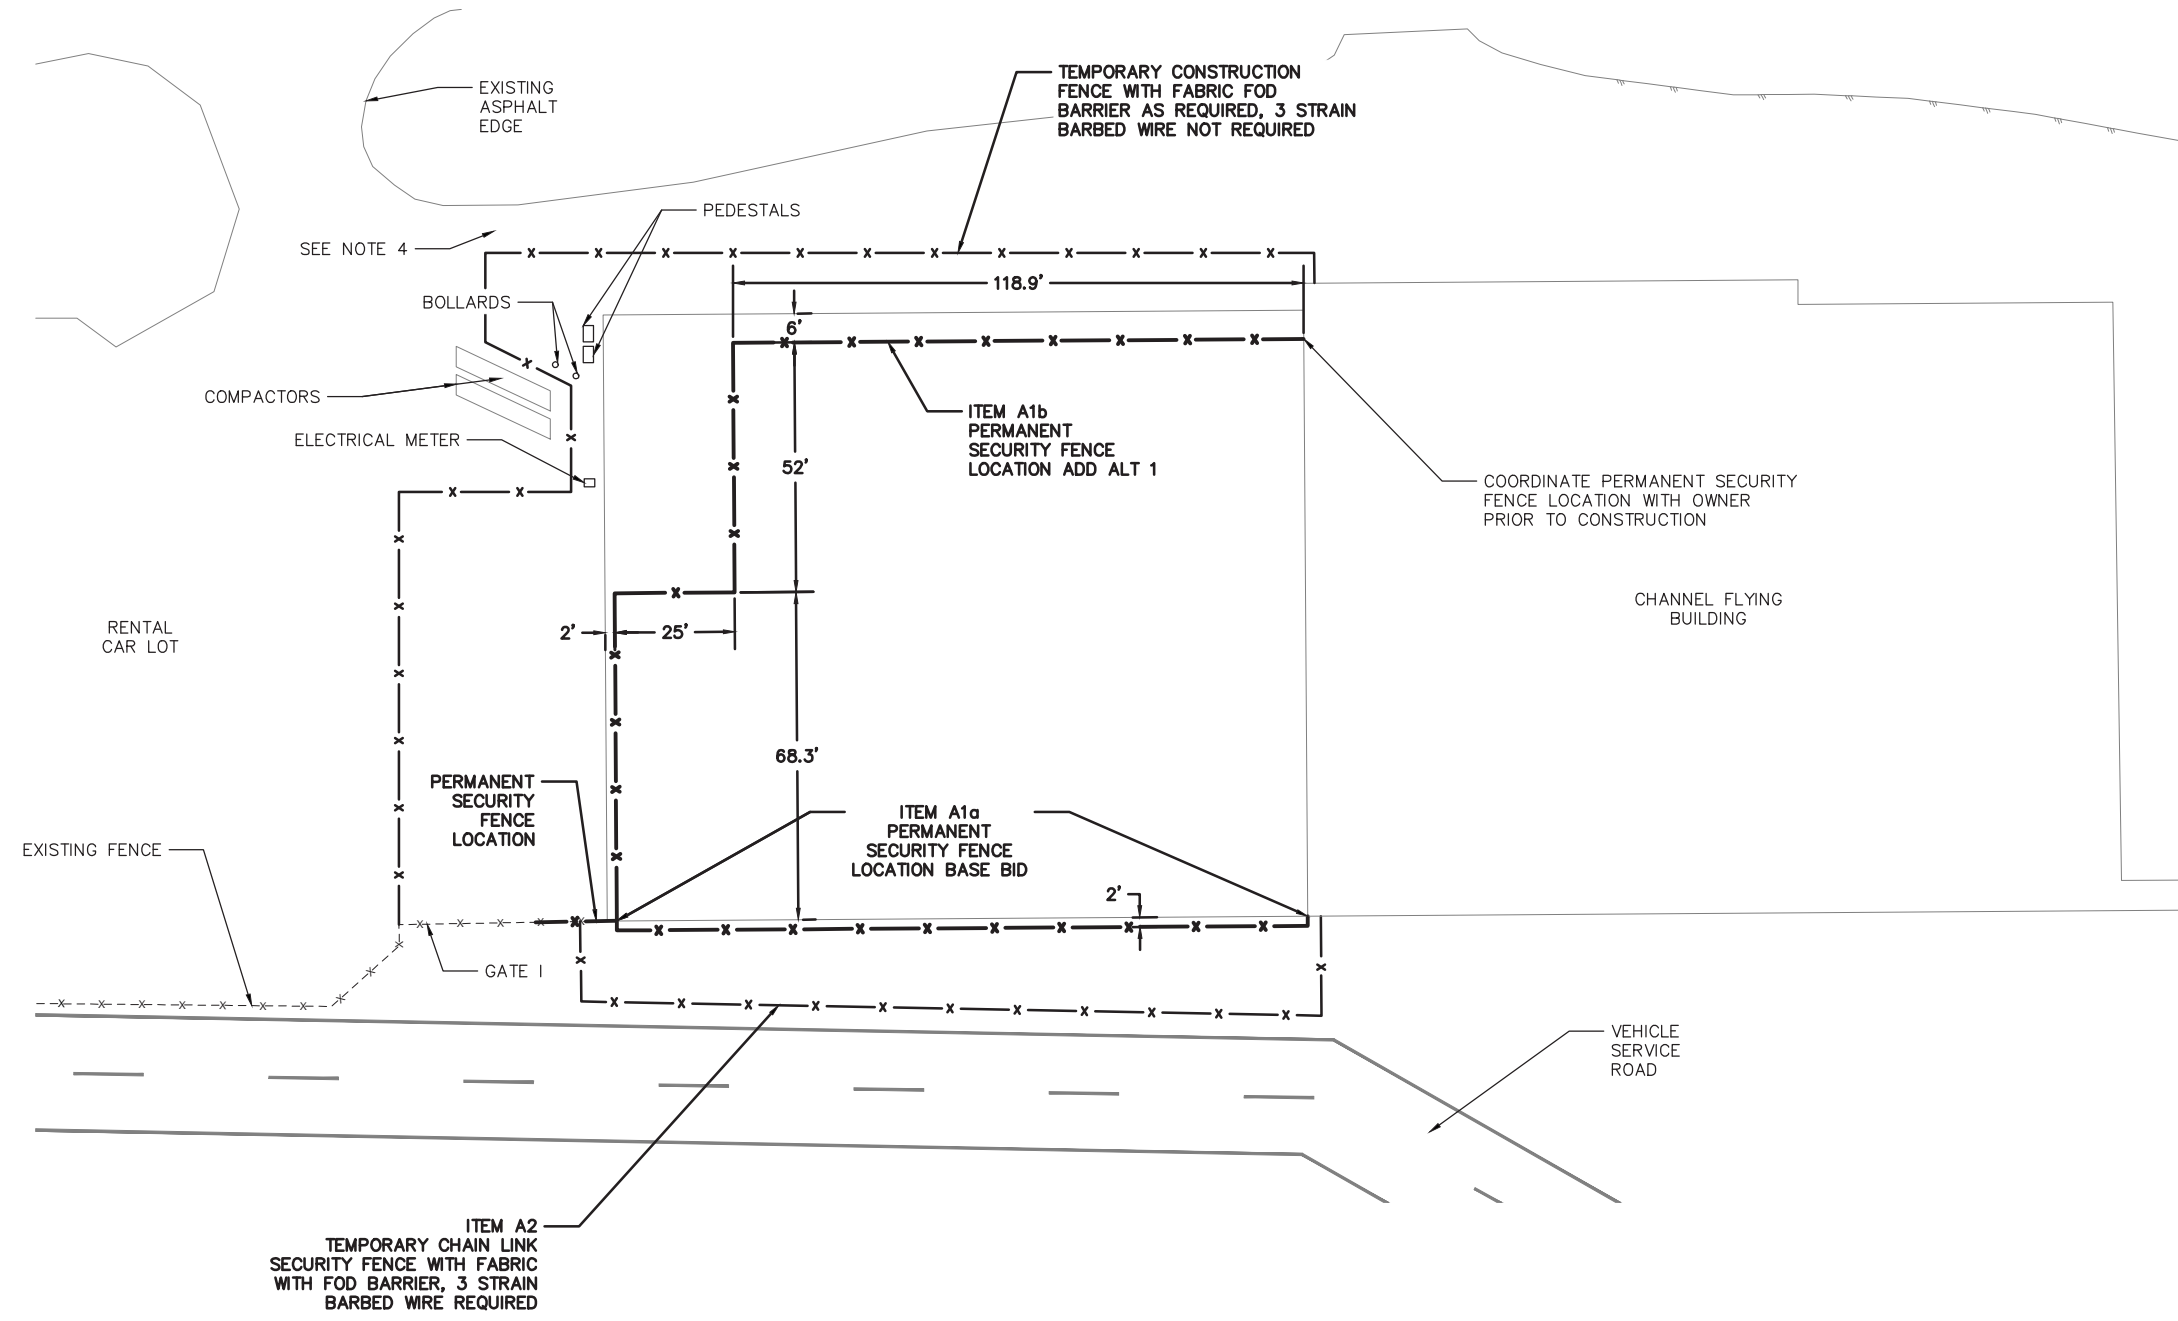 EXISTING
ASPHALT
EDGE
TEMPORARY CONSTRUCTION
FENCE WITH FABRIC FOD
BARRIER AS REQUIRED, 3 STRAIN
BARBED WIRE NOT REQUIRED
PEDESTALS
SEE NOTE 4
118.9'
BOLLARDS
6'
COMPACTORS
ITEM A1b
PERMANENT
SECURITY FENCE
LOCATION ADD ALT 1
ELECTRICAL METER
52'
COORDINATE PERMANENT SECURITY
FENCE LOCATION WITH OWNER
PRIOR TO CONSTRUCTION
CHANNEL FLYING
BUILDING
RENTAL
CAR LOT
2'
25'
68.3'
PERMANENT
SECURITY
FENCE
LOCATION
ITEM A1a
PERMANENT
SECURITY FENCE
LOCATION BASE BID
EXISTING FENCE
2'
GATE 1
VEHICLE
SERVICE
ROAD
ITEM A2
TEMPORARY CHAIN LINK
SECURITY FENCE WITH FABRIC
WITH FOD BARRIER, 3 STRAIN
BARBED WIRE REQUIRED